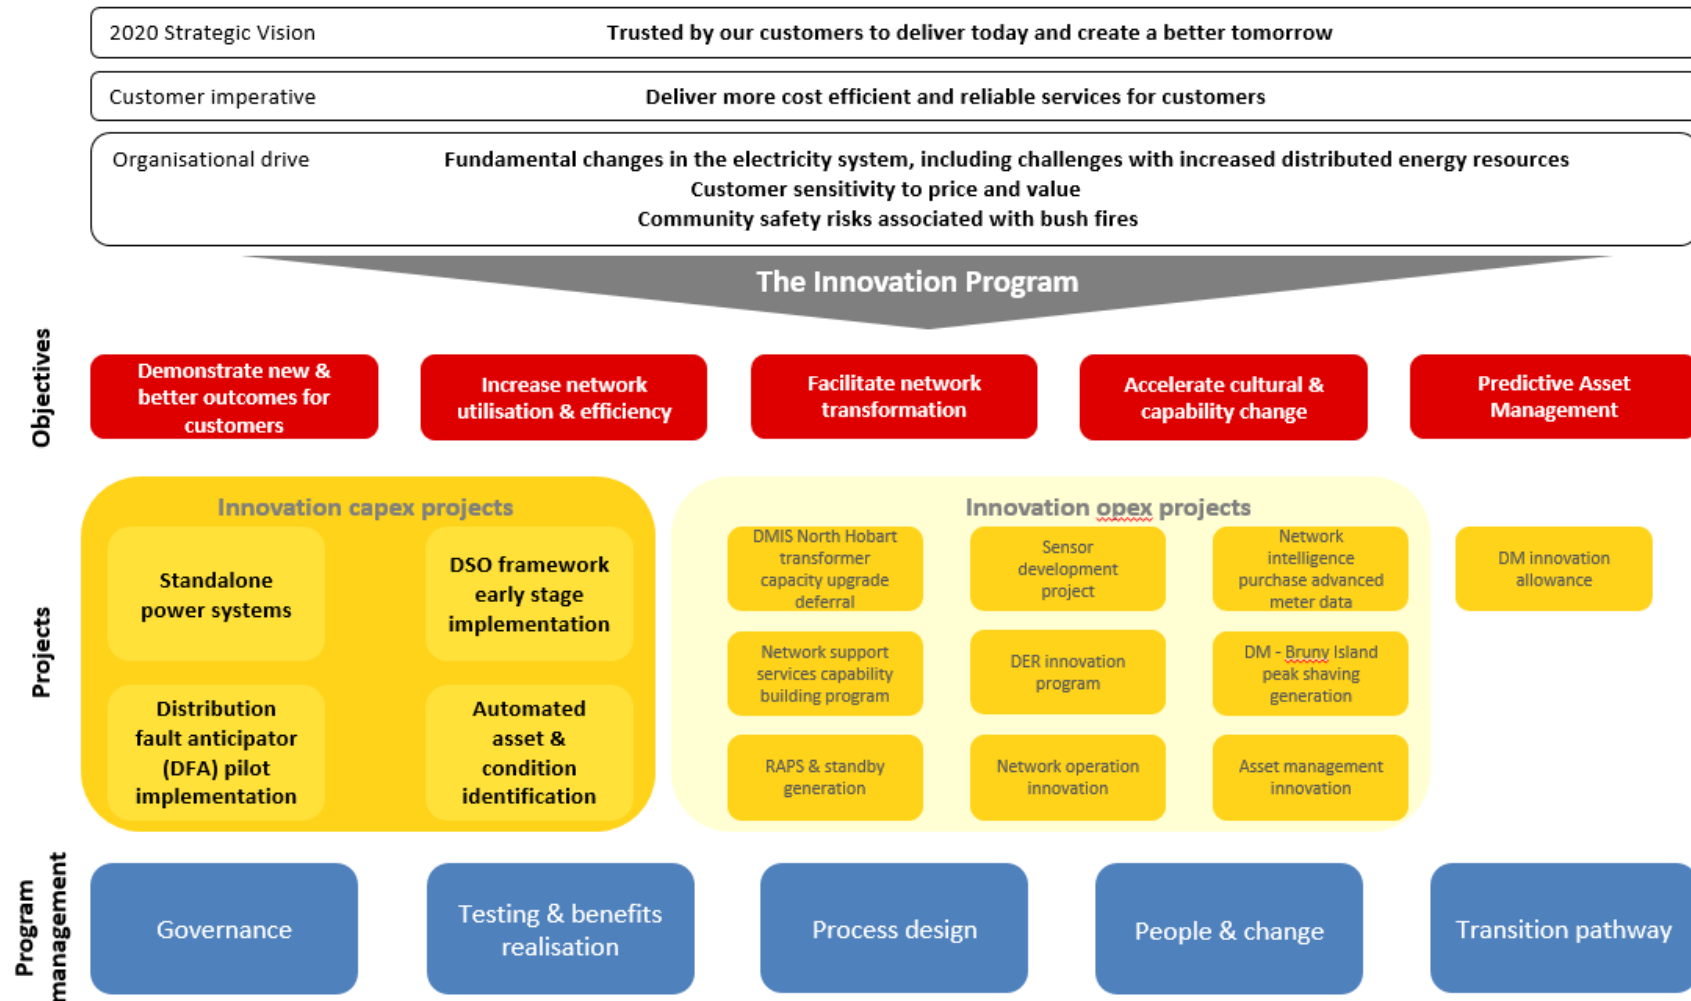 2020 Strategic Vision
Trusted by our customers to deliver today and create a better tomorrow
Customer imperative
Deliver more cost efficient and reliable services for customers
Organisational drive
Fundamental changes in the electricity system, including challenges with increased distributed energy resources
Customer sensitivity to price and value
Community safety risks associated with bush fires
The Innovation Program
Objectives
Demonstrate new &
better outcomes for
customers
Increase network
utilisation & efficiency
Facilitate network
transformation
Accelerate cultural &
capability change
Predictive Asset
Management
Projects
Innovation capex projects
Standalone
power systems
DSO framework
early stage
implementation
Distribution
fault anticipator
(DFA) pilot
implementation
Automated
asset &
condition
identification
Innovation opex projects
DMIS North Hobart
transformer
capacity upgrade
deferral
Sensor
development
project
Network
intelligence
purchase advanced
meter data
DM innovation
allowance
Network support
services capability
building program
DER innovation
program
DM - Bruny Island
peak shaving
generation
RAPS & standby
generation
Network operation
innovation
Asset management
innovation
Program
management
Governance
Testing & benefits
realisation
Process design
People & change
Transition pathway